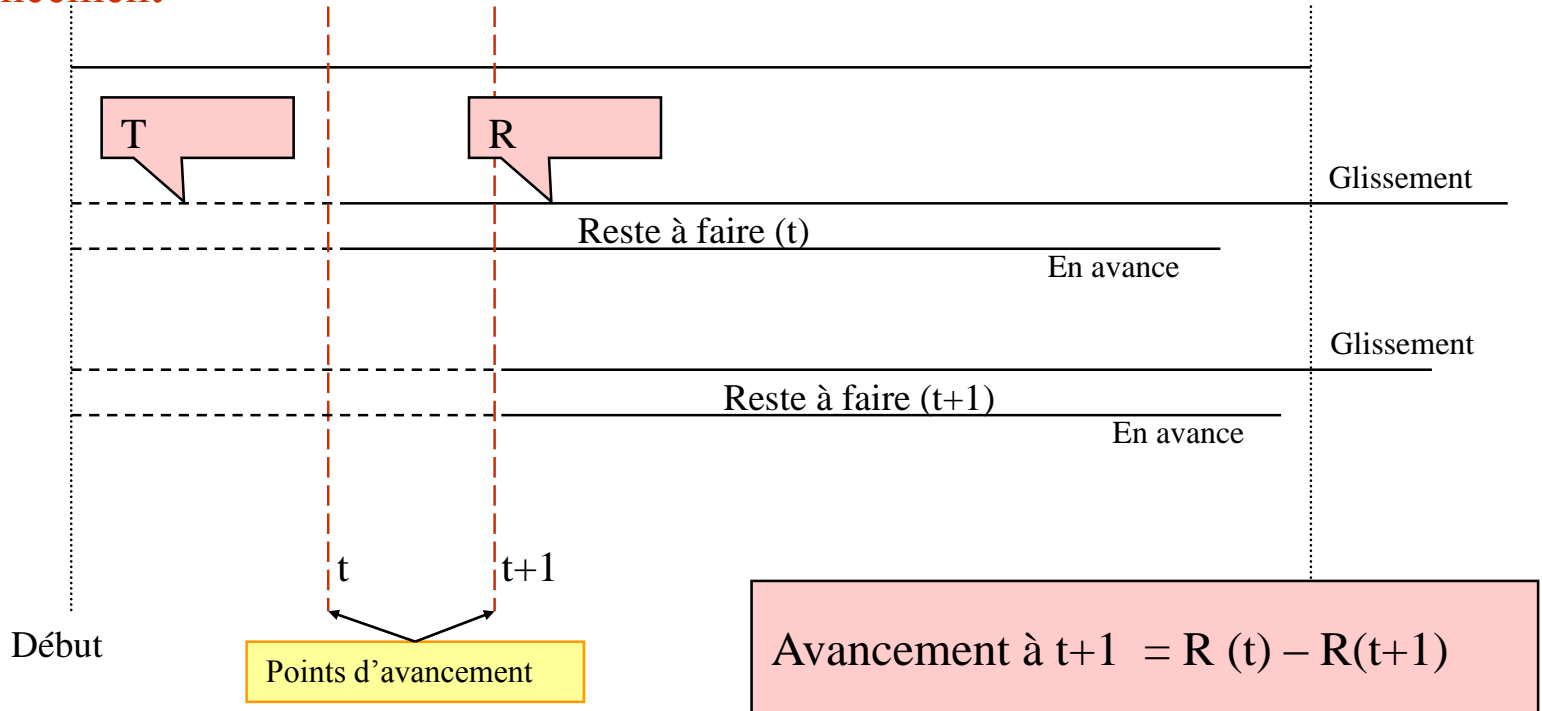 T
R
Glissement
Reste à faire (t)
En avance
Glissement
Reste à faire (t+1)
En avance
t
t+1
Début
Points d’avancement
Avancement à t+1 = R (t) – R(t+1)